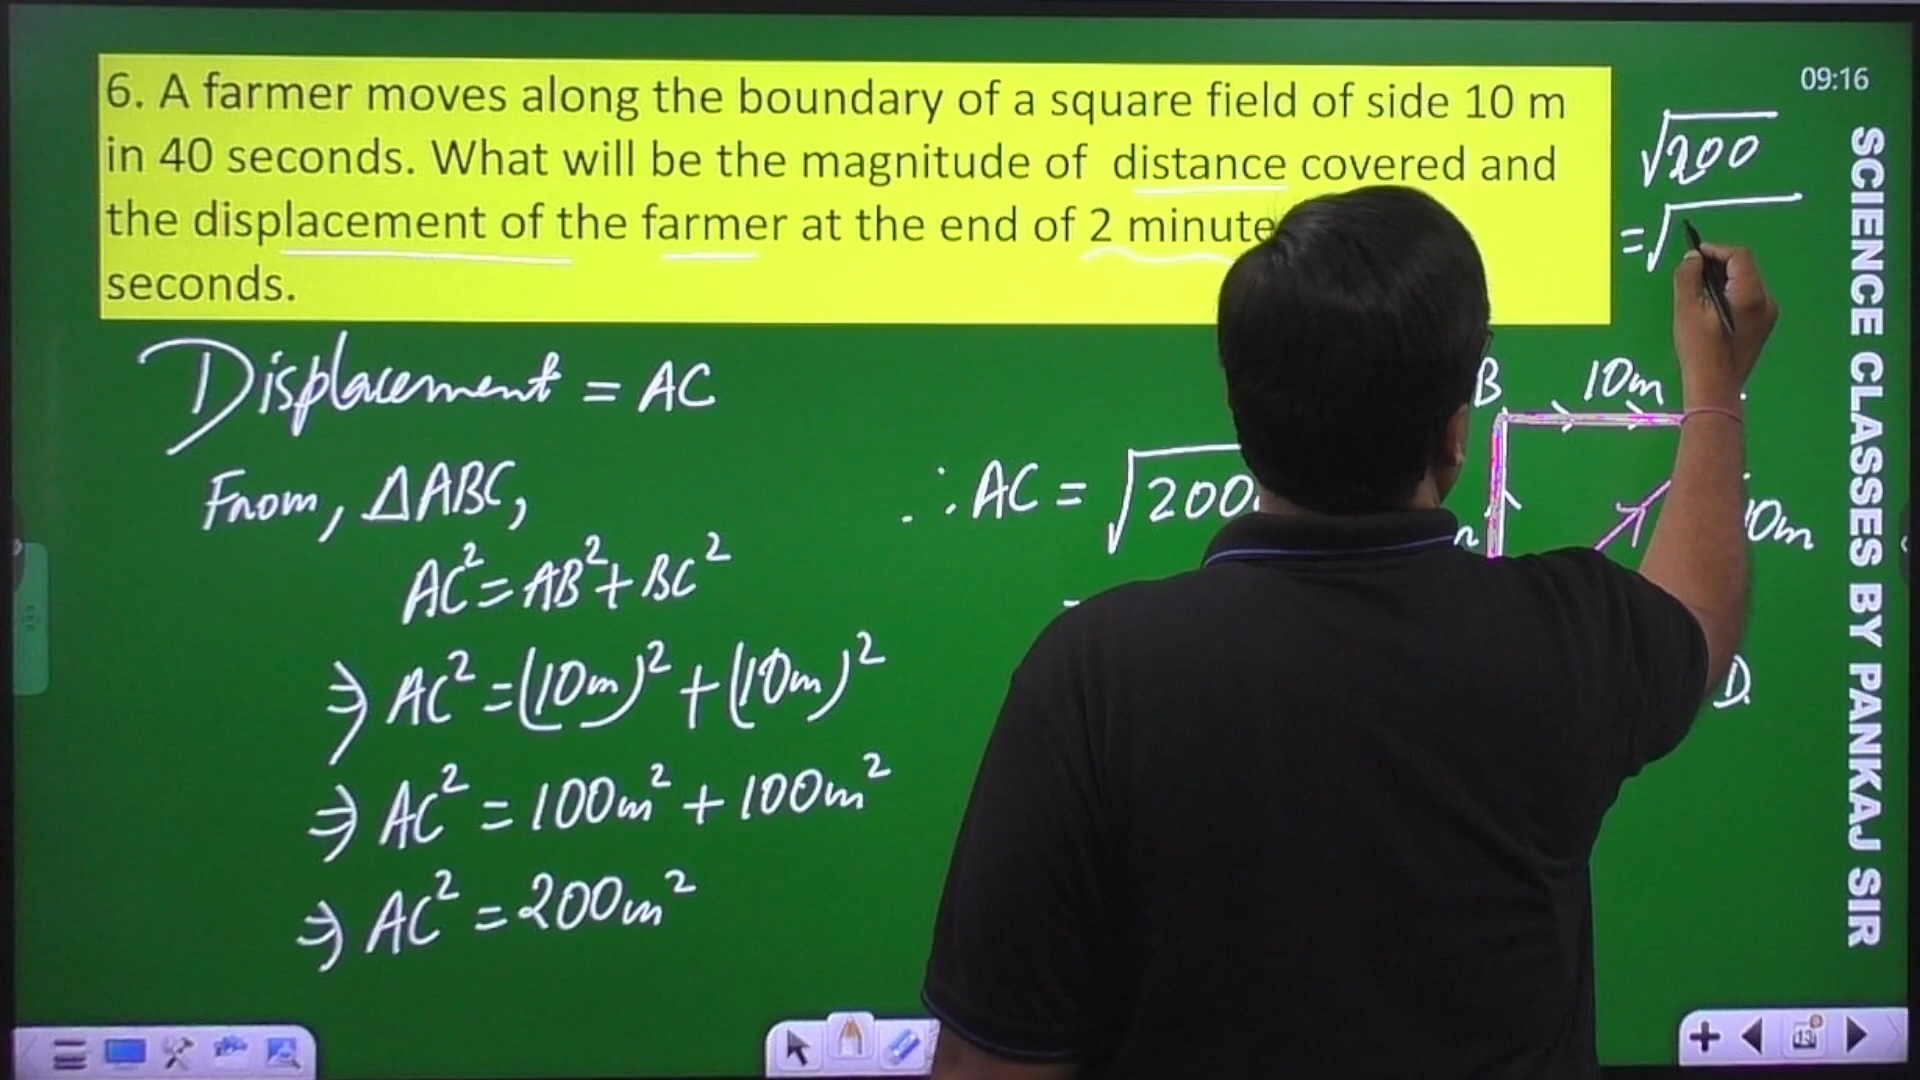 6. A farmer moves along the boundary of a square field of side 10 m
in 40 seconds. What will be the magnitude of distance covered and
the displacement of the farmer at the end of 2 minute
seconds.
09:16
√200
=√
Displacement = AC
From, ΔABC,
AC² = AB² + BC²
⇒ AC² = (10m)² + (10m)²
⇒ AC² = 100m² + 100m²
⇒ AC² = 200m²
∴ AC = √200
B
10m
10m
D
SCIENCE CLASSES BY PANKAJ SIR
13